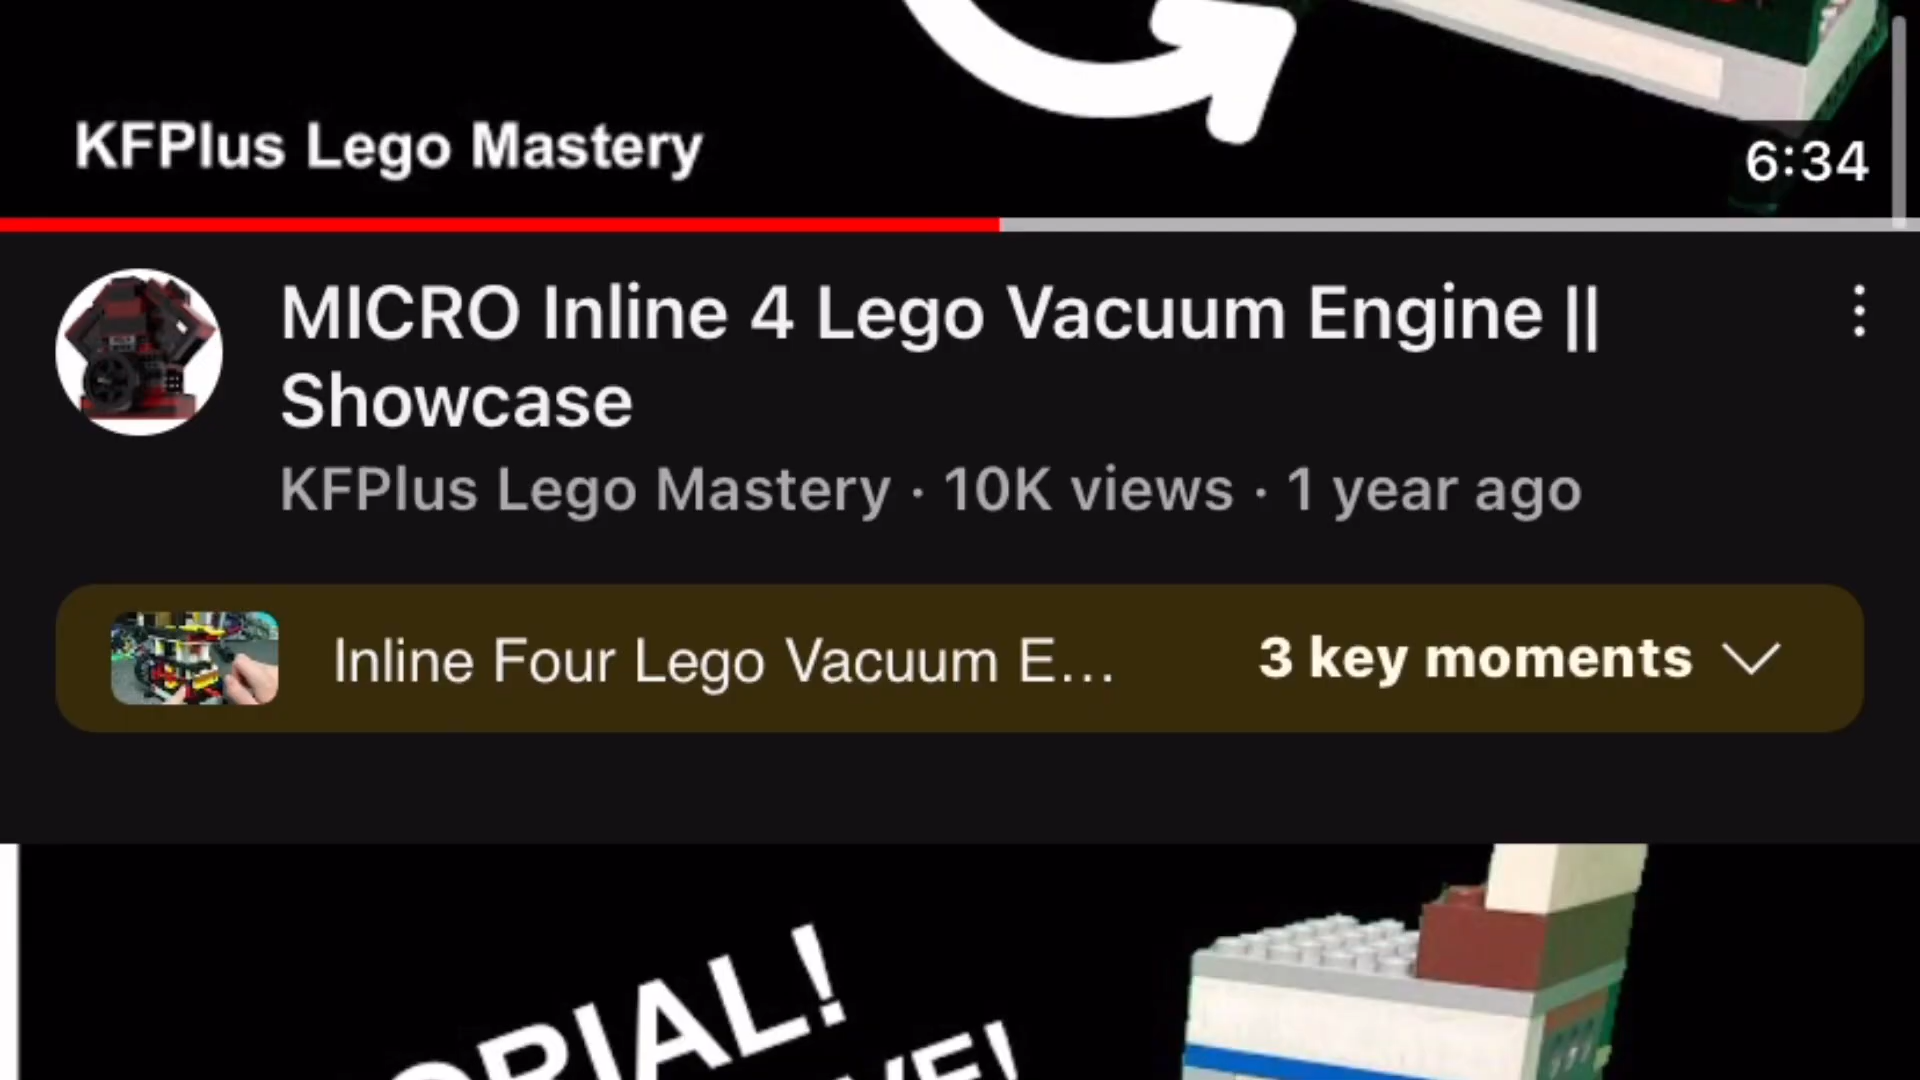 KFPlus Lego Mastery
6:34
MICRO Inline 4 Lego Vacuum Engine ||
Showcase
KFPlus Lego Mastery · 10K views · 1 year ago
Inline Four Lego Vacuum E...
3 key moments